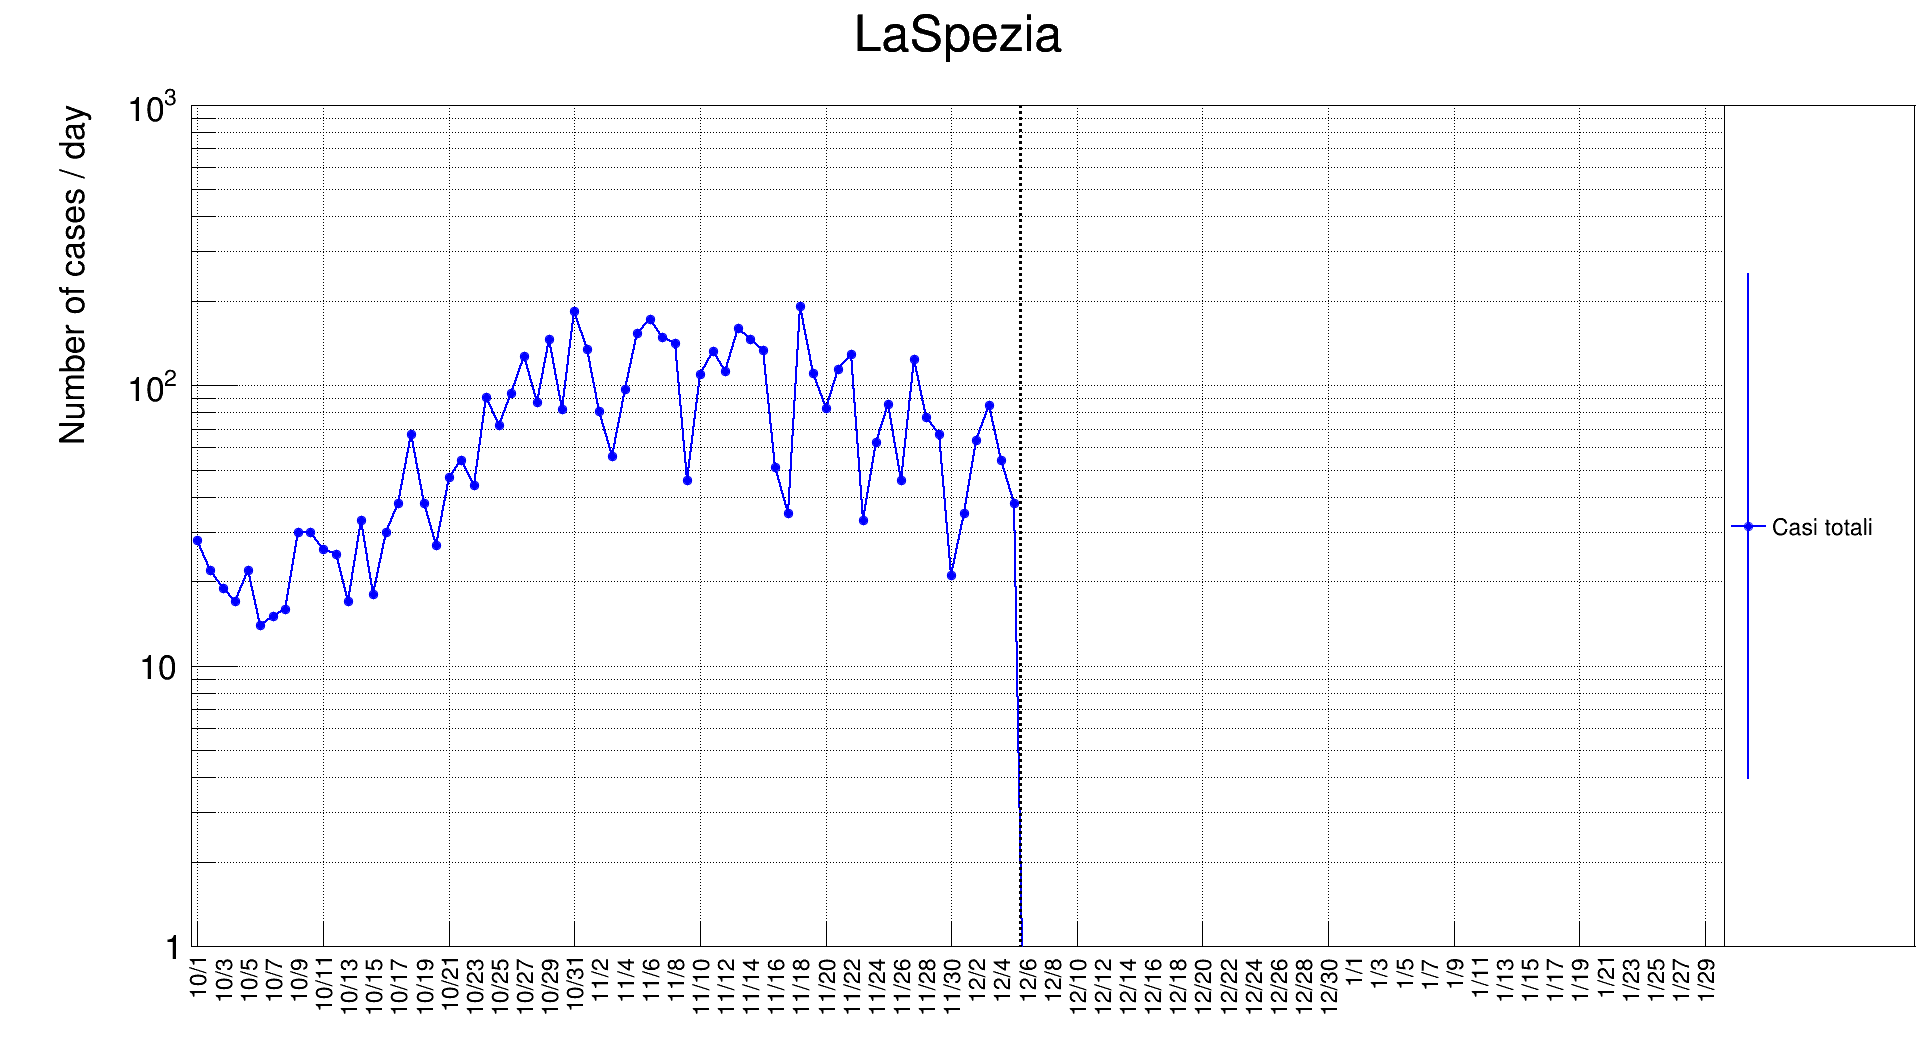 LaSpezia
Number of cases / day
10³
10²
10
1
10/1 10/3 10/5 10/7 10/9 10/11 10/13 10/15 10/17 10/19 10/21 10/23 10/25 10/27 10/29 10/31 11/2 11/4 11/6 11/8 11/10 11/12 11/14 11/16 11/18 11/20 11/22 11/24 11/26 11/28 11/30 12/2 12/4 12/6 12/8 12/10 12/12 12/14 12/16 12/18 12/20 12/22 12/24 12/26 12/28 12/30 1/1 1/3 1/5 1/7 1/9 1/11 1/13 1/15 1/17 1/19 1/21 1/23 1/25 1/27 1/29
Casi totali